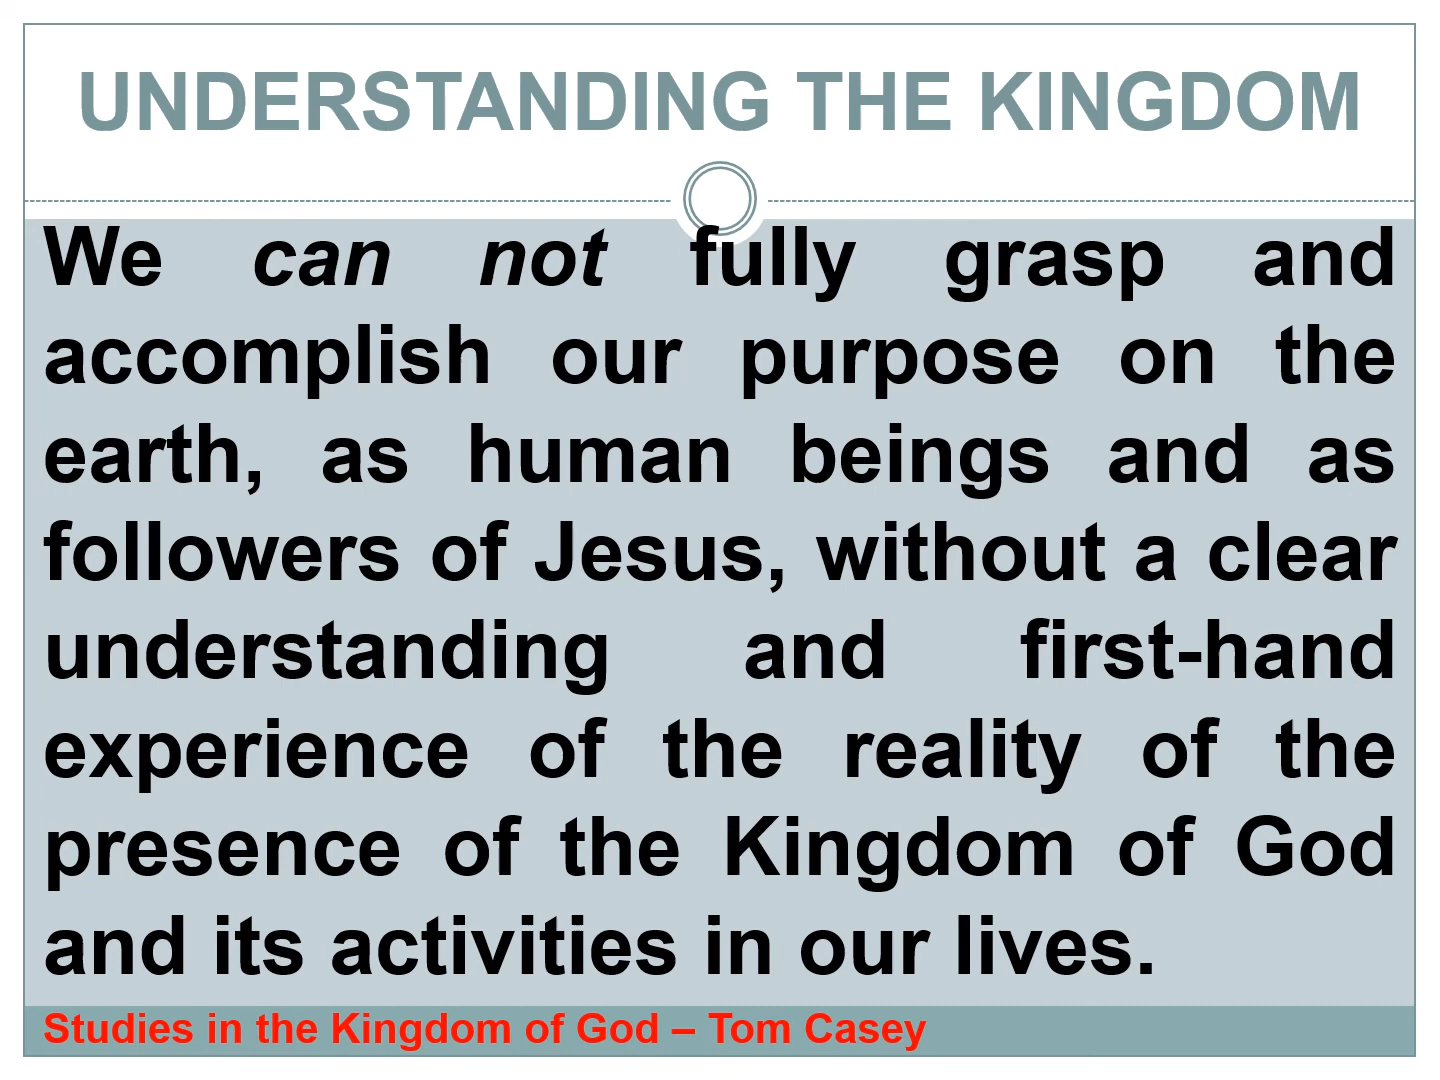 UNDERSTANDING THE KINGDOM
We can not fully grasp and
accomplish our purpose on the
earth, as human beings and as
followers of Jesus, without a clear
understanding and first-hand
experience of the reality of the
presence of the Kingdom of God
and its activities in our lives.
Studies in the Kingdom of God – Tom Casey